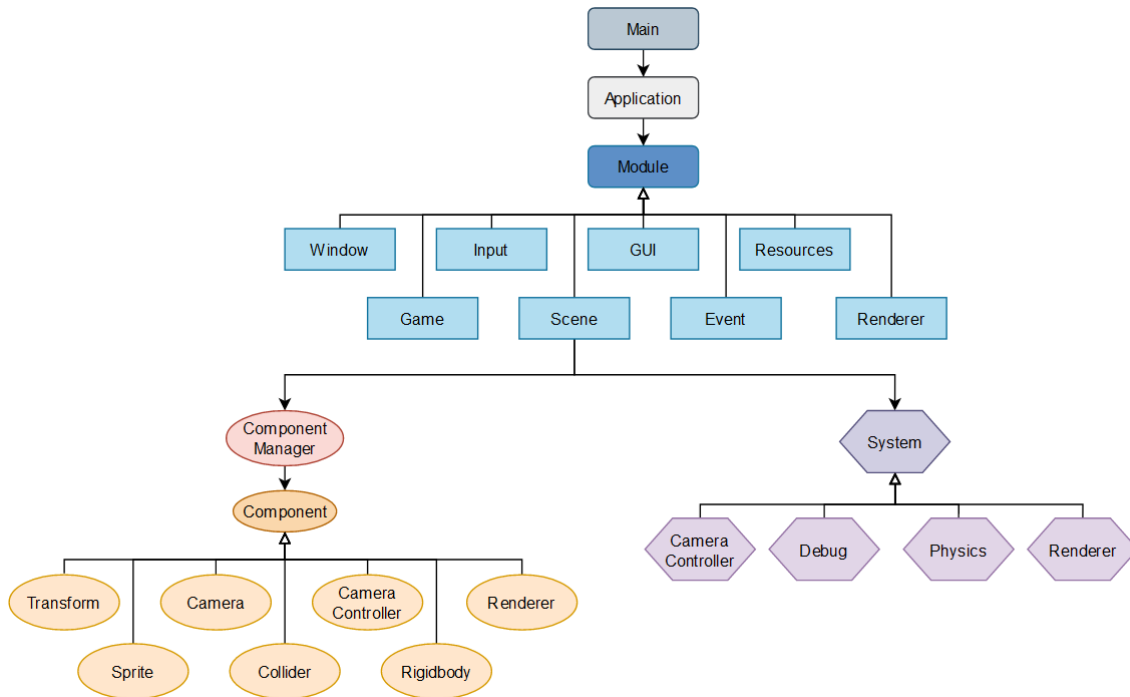 Main
Application
Module
Window
Input
GUI
Resources
Game
Scene
Event
Renderer
Component
Manager
System
Component
Camera
Controller
Debug
Physics
Renderer
Transform
Camera
Camera
Controller
Renderer
Sprite
Collider
Rigidbody